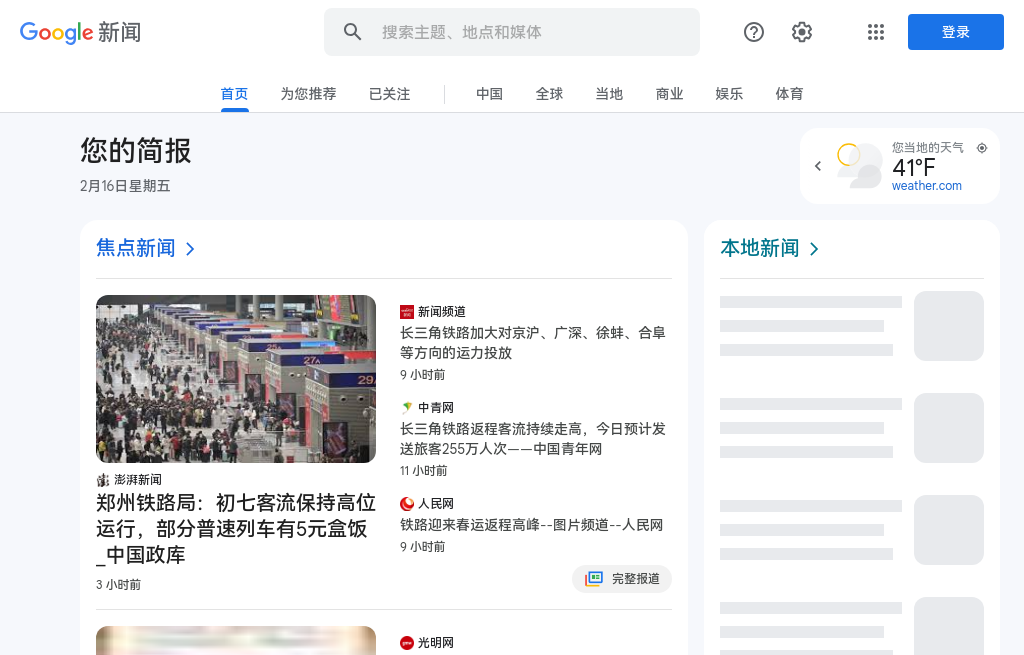 Google 新闻
搜索主题、地点和媒体
登录
首页
为您推荐
已关注
中国
全球
当地
商业
娱乐
体育
您的简报
2月16日星期五
您当地的天气
41°F
weather.com
焦点新闻
澎湃新闻
郑州铁路局：初七客流保持高位
运行，部分普速列车有5元盒饭
_中国政库
3 小时前
新闻频道
长三角铁路加大对京沪、广深、徐蚌、合阜
等方向的运力投放
9 小时前
中青网
长三角铁路返程客流持续走高，今日预计发
送旅客255万人次——中国青年网
11 小时前
人民网
铁路迎来春运返程高峰--图片频道--人民网
9 小时前
完整报道
光明网
本地新闻